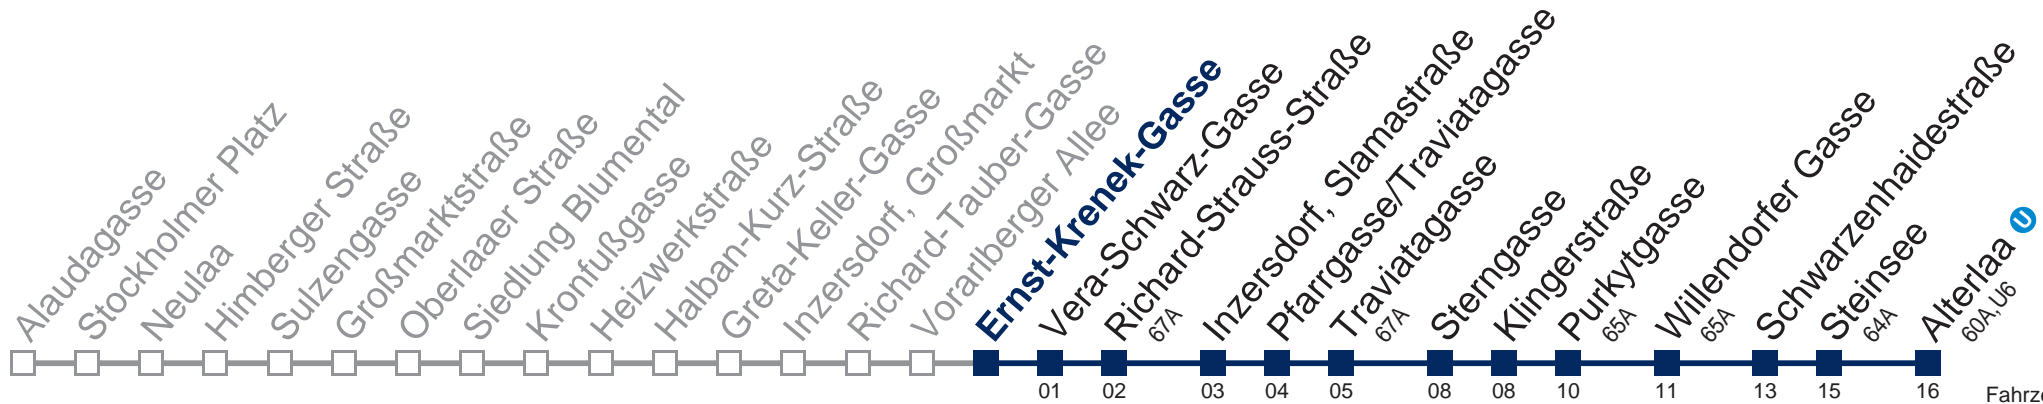 Alaudagasse
Stockholmer Platz
Neulaa
Himberger Straße
Sulzengasse
Großmarktstraße
Oberlaaer Straße
Siedlung Blumental
Kronfußgasse
Heizwerkstraße
Halban-Kurz-Straße
Greta-Keller-Gasse
Inzersdorf, Großmarkt
Richard-Tauber-Gasse
Vorarlberger Allee
Ernst-Krenek-Gasse
Vera-Schwarz-Gasse
Richard-Strauss-Straße
67A
Inzersdorf, Slamastraße
Pfarrgasse/Traviatagasse
Traviatagasse
67A
Sterngasse
Klingerstraße
Purkytgasse
65A
Willendorfer Gasse
65A
Schwarzenhaidestraße
Steinsee
64A
Alterlaa U
60A, U6
01 02 03 04 05 08 08 10 11 13 15 16 Fahrz